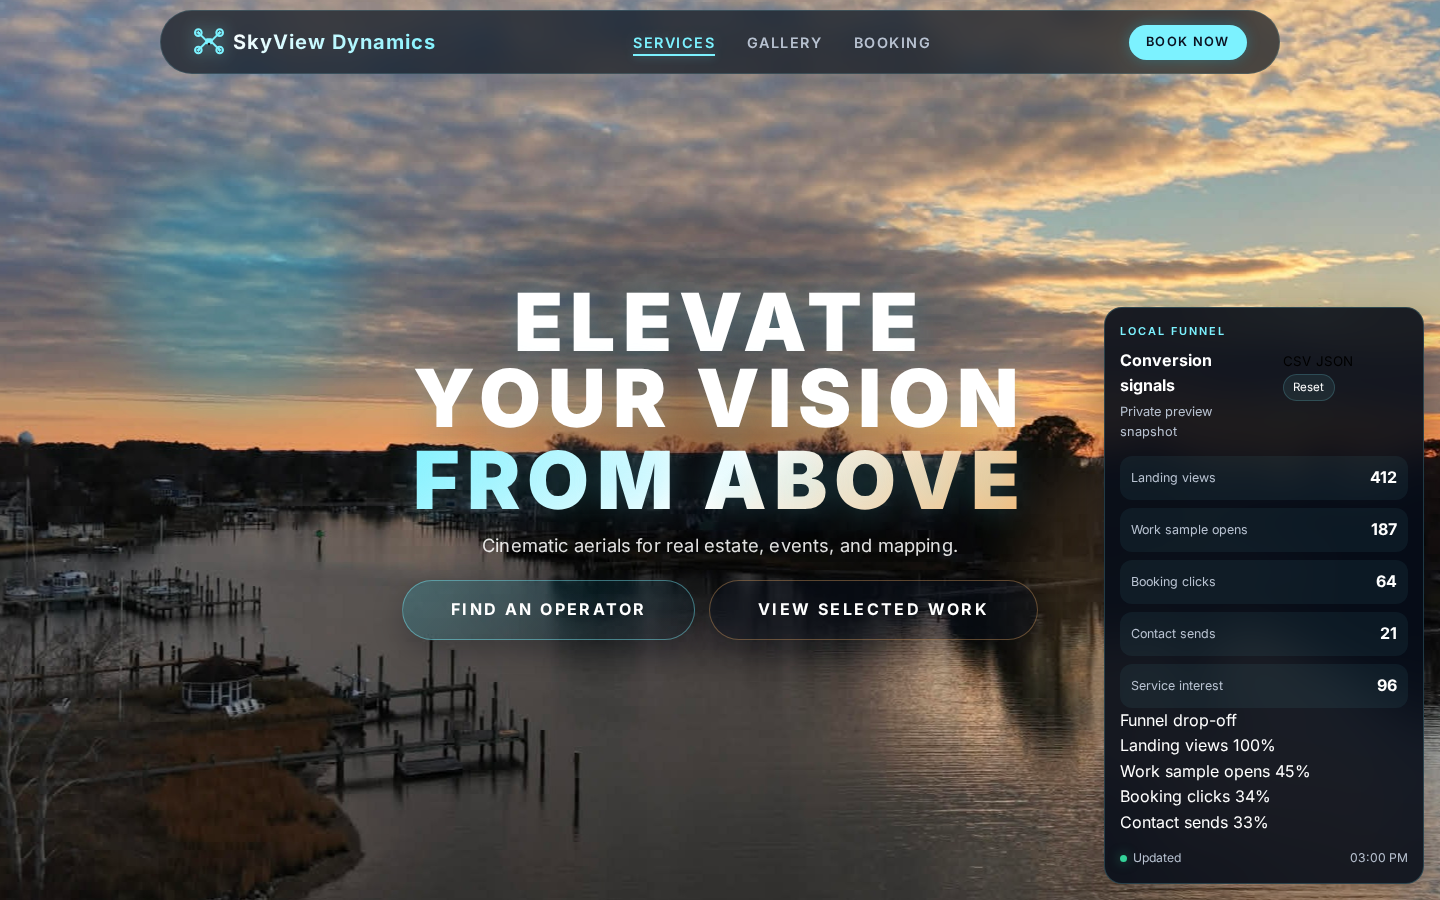 SkyView Dynamics
SERVICES GALLERY BOOKING
BOOK NOW
ELEVATE
YOUR VISION
FROM ABOVE
Cinematic aerials for real estate, events, and mapping.
FIND AN OPERATOR
VIEW SELECTED WORK
LOCAL FUNNEL
Conversion
signals
CSV JSON
Reset
Private preview
snapshot
Landing views 412
Work sample opens 187
Booking clicks 64
Contact sends 21
Service interest 96
Funnel drop-off
Landing views 100%
Work sample opens 45%
Booking clicks 34%
Contact sends 33%
Updated 03:00 PM